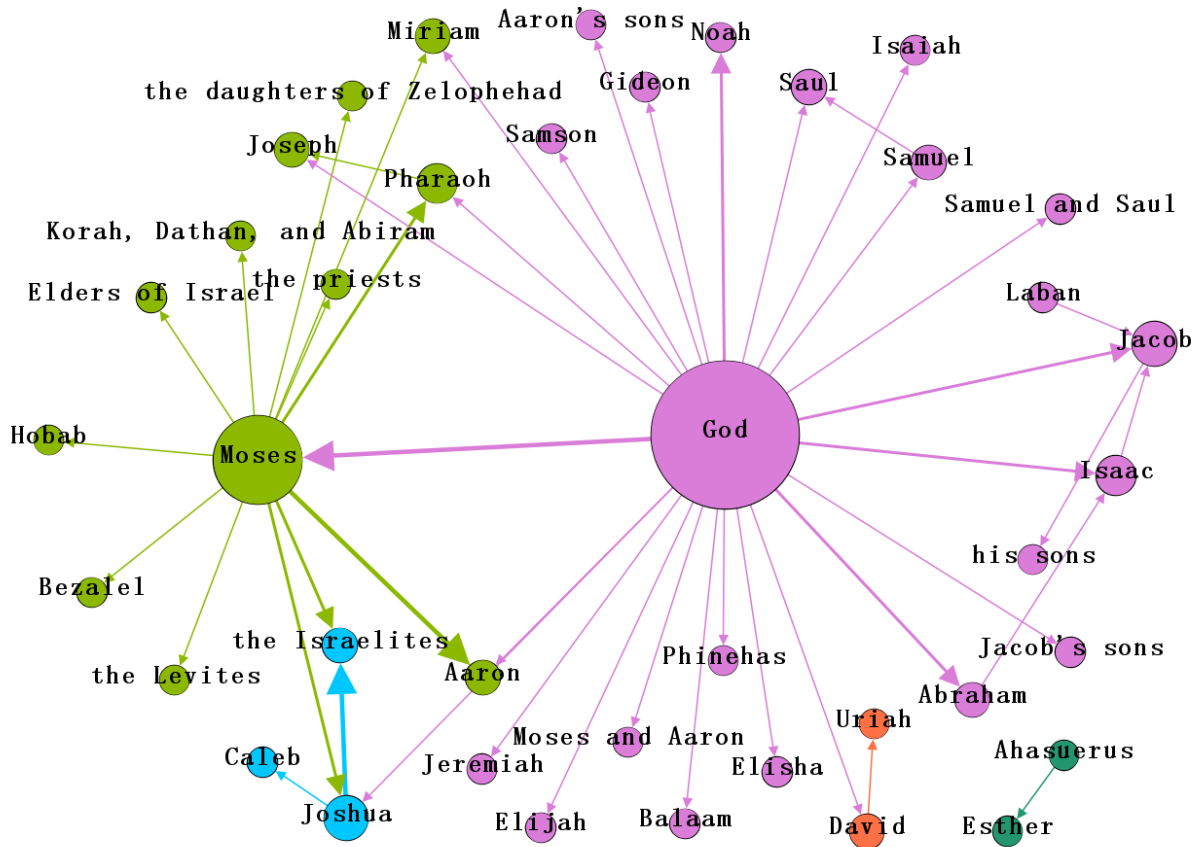 Aaron's sons
Miriam
Noah
Isaiah
Gideon
Saul
the daughters of Zelophehad
Samson
Joseph
Samuel
Pharaoh
Samuel and Saul
Korah, Dathan, and Abiram
the priests
Elders of Israel
Laban
Jacob
God
Hobab
Moses
Isaac
his sons
Bezalel
the Israelites
Jacob's sons
Phinehas
the Levites
Aaron
Abraham
Uriah
Moses and Aaron
Ahasuerus
Caleb
Jeremiah
Elisha
Joshua
Elijah
Balaam
David
Esther